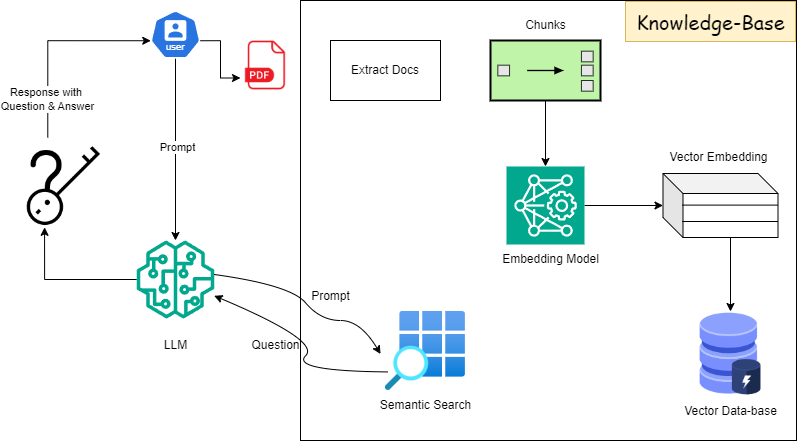 Chunks
Knowledge-Base
user
PDF
Extract Docs
Response with
Question & Answer
Prompt
Vector Embedding
Embedding Model
Prompt
Question
LLM
Semantic Search
Vector Data-base